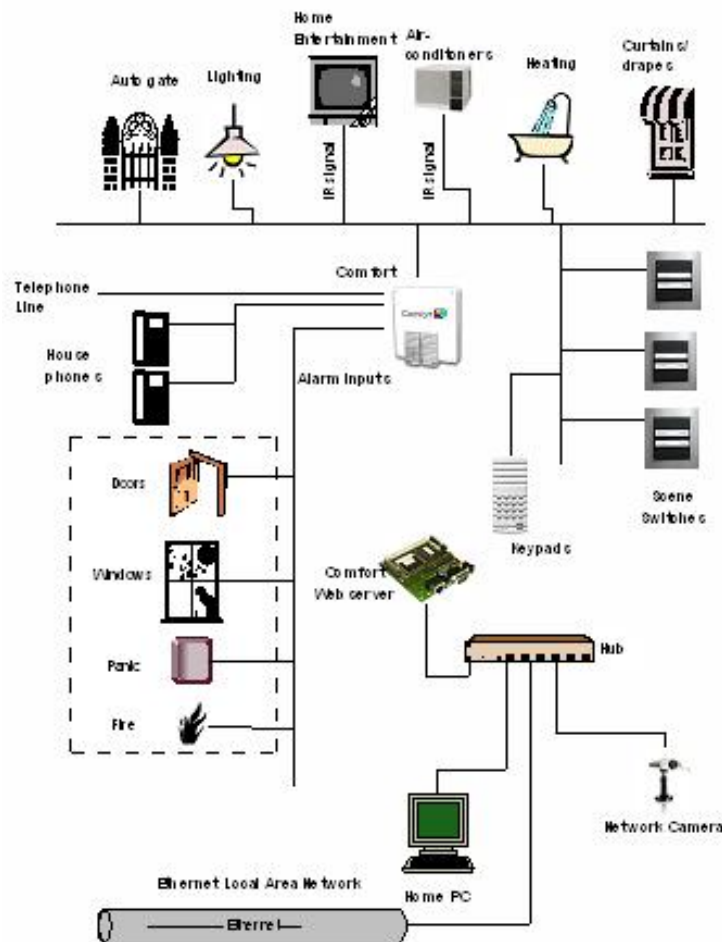 Home
Entertainment
Air-
conditoners
Curtains/
drapes
Auto gate
Lighting
Heating
IR signal
IR signal
Comfort
Telephone
Line
House
phones
Alarm Inputs
Doors
Windows
Panic
Fire
Scene
Switches
Keypads
Comfort
Web server
Hub
Network Camera
Home PC
Ethernet Local Area Network
Ethernet